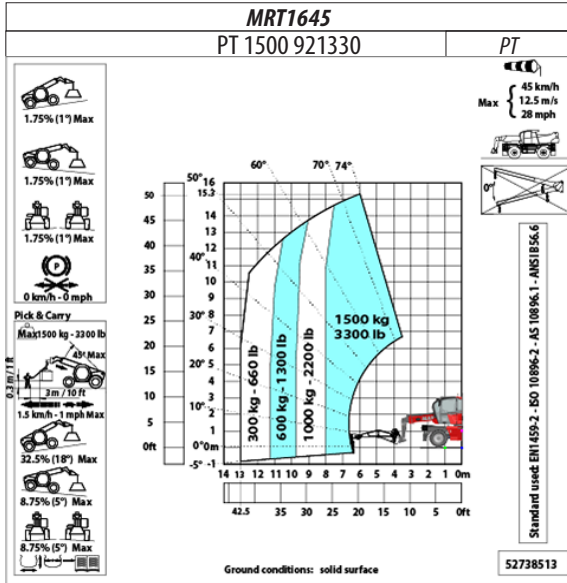 MRT1645
PT 1500 921330 PT
1.75% (1°) Max
1.75% (1°) Max
1.75% (1°) Max
P
0 km/h - 0 mph
Pick & Carry
Max1500 kg - 3300 lb
45° Max
0.3 m / 1 ft
3m / 10 ft
1.5 km/h - 1 mph Max
32.5% (18°) Max
8.75% (5°) Max
8.75% (5°) Max
Max
45 km/h
12.5 m/s
28 mph
0°
50° 60° 70° 74°
40°
30°
20°
10°
0°
-5°
16
15.3
14
13
12
11
10
9
8
7
6
5
4
3
2
1
0m
-1
50
45
40
35
30
25
20
15
10
5
0ft
300 kg - 660 lb
600 kg - 1300 lb
1000 kg - 2200 lb
1500 kg
3300 lb
14 13 12 11 10 9 8 7 6 5 4 3 2 1 0m
42.5 35 30 25 20 15 10 5 0ft
Ground conditions: solid surface
Standard used: EN1459-2 - ISO 10896-2 - AS 10896.1 - ANSI B56.6
52738513